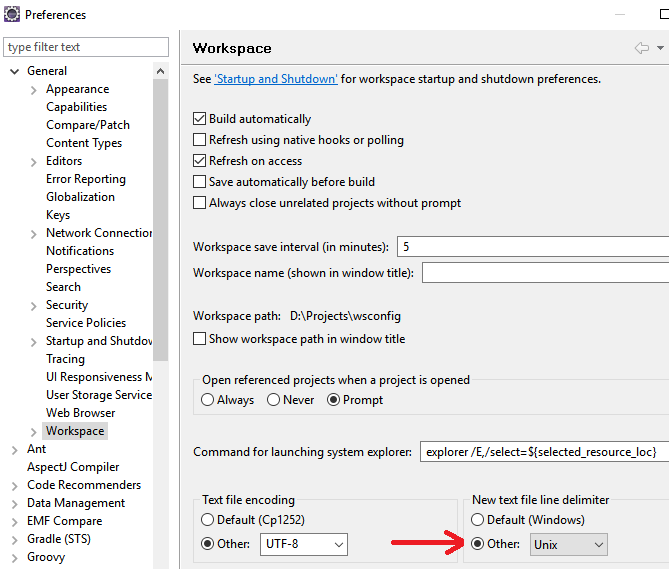 Preferences
type filter text
General
Appearance
Capabilities
Compare/Patch
Content Types
Editors
Error Reporting
Globalization
Keys
Network Connection
Notifications
Perspectives
Search
Security
Service Policies
Startup and Shutdow
Tracing
UI Responsiveness M
User Storage Service
Web Browser
Workspace
Ant
AspectJ Compiler
Code Recommenders
Data Management
EMF Compare
Gradle (STS)
Groovy
Workspace
See 'Startup and Shutdown' for workspace startup and shutdown preferences.
Build automatically
Refresh using native hooks or polling
Refresh on access
Save automatically before build
Always close unrelated projects without prompt
Workspace save interval (in minutes): 5
Workspace name (shown in window title):
Workspace path: D:\Projects\wsconfig
Show workspace path in window title
Open referenced projects when a project is opened
Always Never Prompt
Command for launching system explorer: explorer /E,/select=${selected_resource_loc}
Text file encoding
Default (Cp1252)
Other: UTF-8
New text file line delimiter
Default (Windows)
Other: Unix